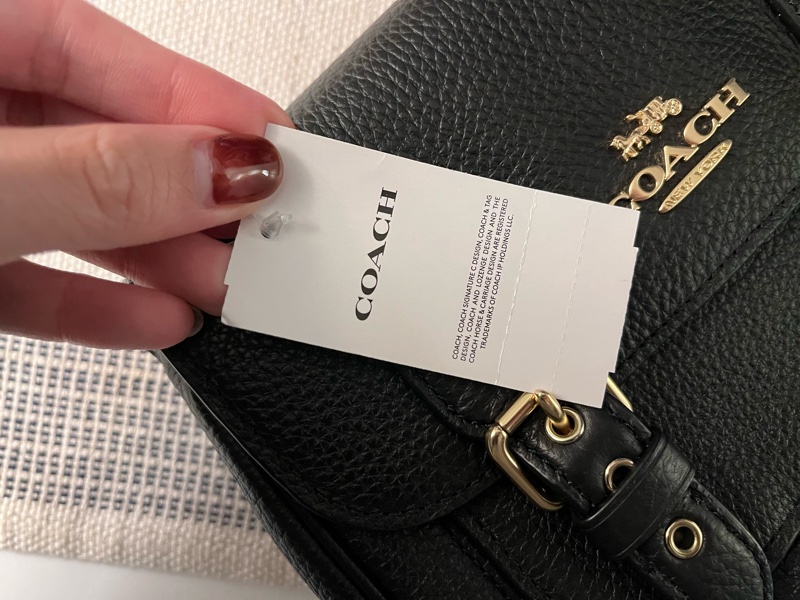 COACH
COACH, COACH SIGNATURE C DESIGN, COACH & TAG
DESIGN, COACH AND LOZENGE DESIGN AND THE
COACH HORSE & CARRIAGE DESIGN ARE REGISTERED
TRADEMARKS OF COACH IP HOLDINGS LLC.
COACH
NEW YORK